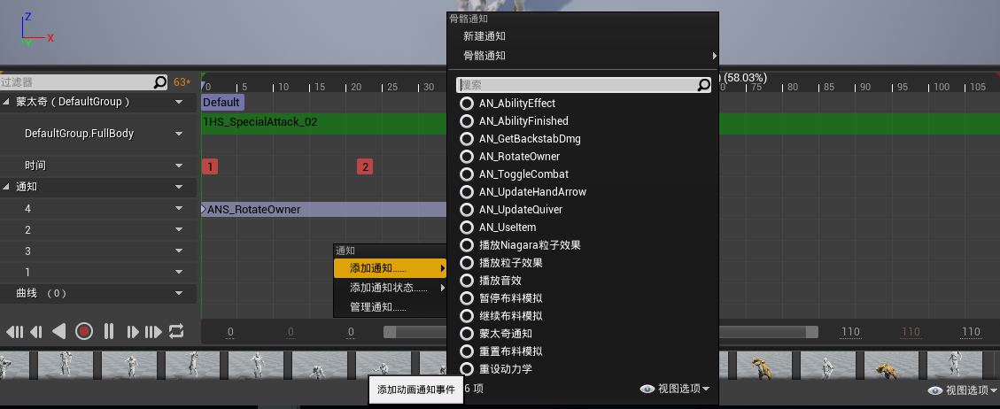 骨骼通知
新建通知
骨骼通知
Z
X
Y
过滤器
63*
0 5 10 15 20 25 30
) (58.03%)
75 80 85 90 95 100 105
搜索
蒙太奇 ( DefaultGroup )
Default
AN_AbilityEffect
1HS_SpecialAttack_02
AN_AbilityFinished
DefaultGroup.FullBody
AN_GetBackstabDmg
AN_RotateOwner
时间
1
2
AN_ToggleCombat
通知
AN_UpdateHandArrow
4
ANS_RotateOwner
AN_UpdateQuiver
2
AN_UseItem
3
通知
播放Niagara粒子效果
添加通知......
播放粒子效果
1
播放音效
添加通知状态......
曲线 ( 0 )
暂停布料模拟
管理通知......
继续布料模拟
0 0 0
蒙太奇通知
110 110 110
重置布料模拟
重设动力学
添加动画通知事件
6 项
视图选项
视图选项